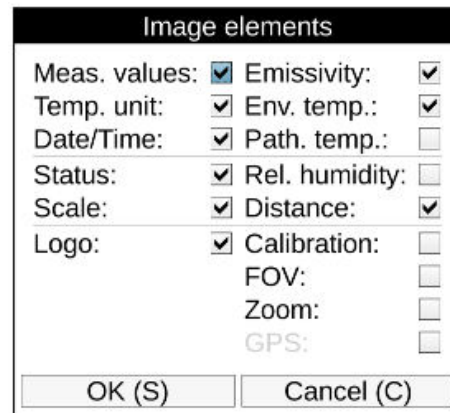 Image elements
Meas. values: Emissivity:
Temp. unit: Env. temp.:
Date/Time: Path. temp.:
Status: Rel. humidity:
Scale: Distance:
Logo: Calibration:
FOV:
Zoom:
GPS:
OK (S) Cancel (C)